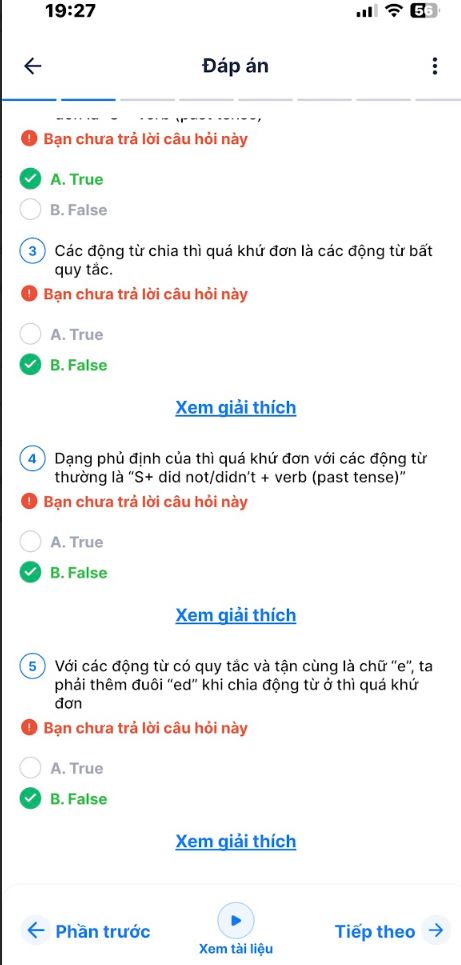 19:27
56
Đáp án
Bạn chưa trả lời câu hỏi này
A. True
B. False
3 Các động từ chia thì quá khứ đơn là các động từ bất
quy tắc.
Bạn chưa trả lời câu hỏi này
A. True
B. False
Xem giải thích
4 Dạng phủ định của thì quá khứ đơn với các động từ
thường là “S+ did not/didn’t + verb (past tense)”
Bạn chưa trả lời câu hỏi này
A. True
B. False
Xem giải thích
5 Với các động từ có quy tắc và tận cùng là chữ “e”, ta
phải thêm đuôi “ed” khi chia động từ ở thì quá khứ
đơn
Bạn chưa trả lời câu hỏi này
A. True
B. False
Xem giải thích
Phần trước
Xem tài liệu
Tiếp theo